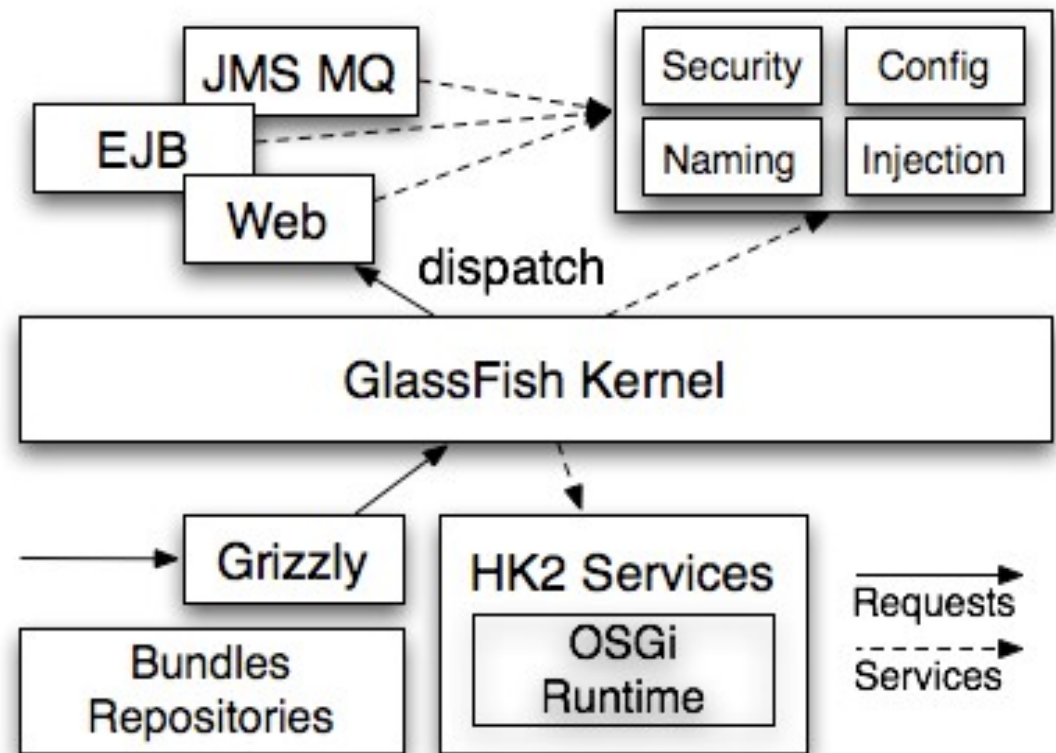 JMS MQ
EJB
Web
Security
Config
Naming
Injection
dispatch
GlassFish Kernel
Grizzly
HK2 Services
OSGi
Runtime
Bundles
Repositories
Requests
Services